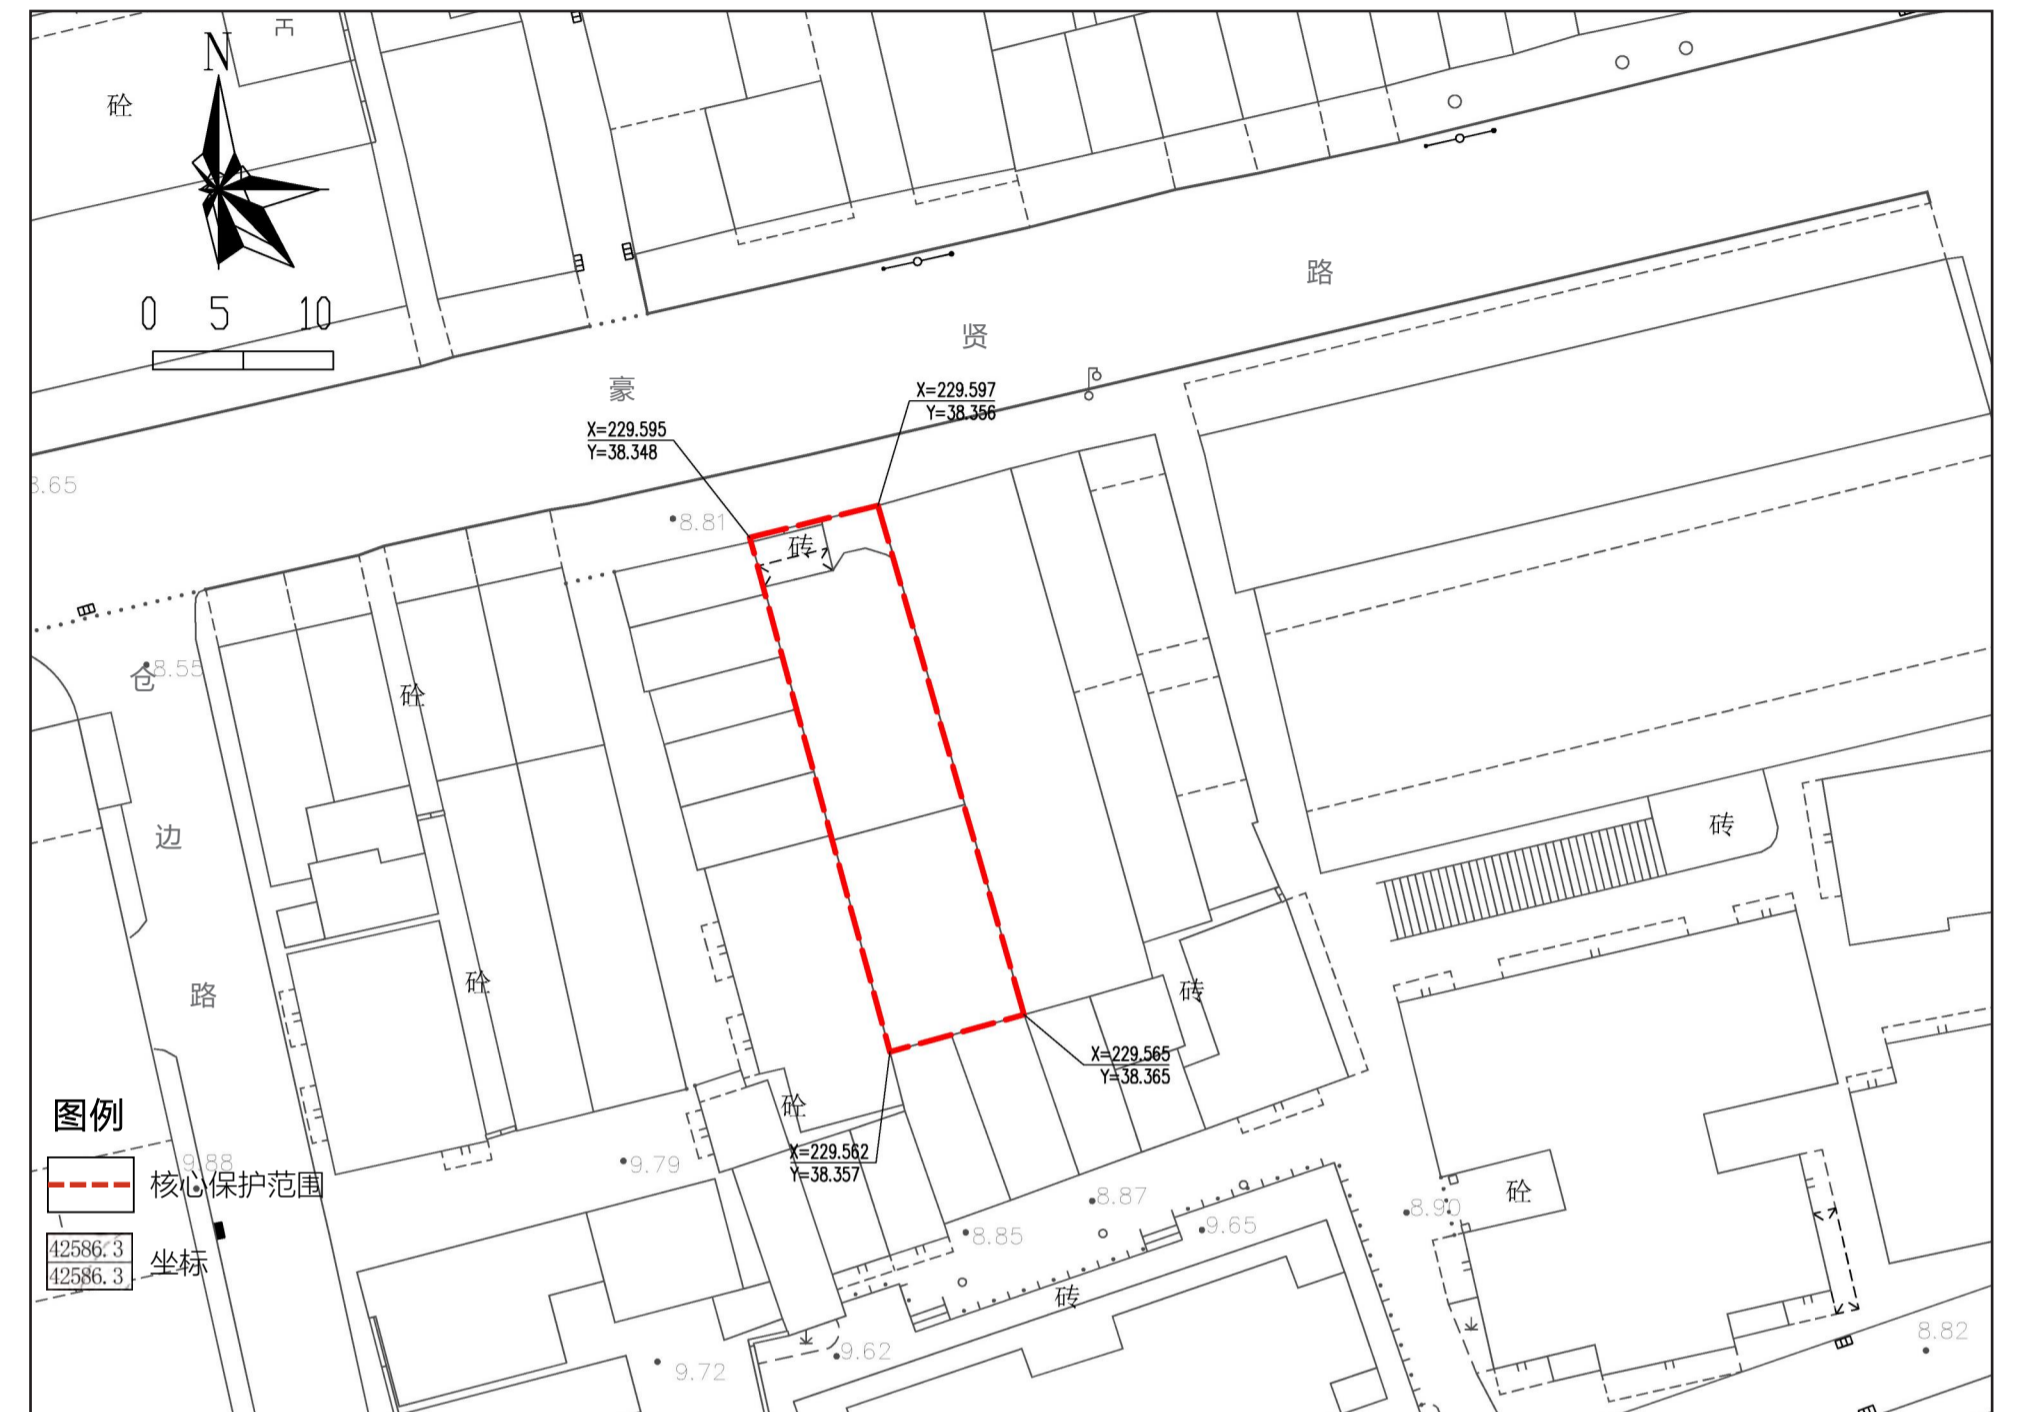 N
砼
0 5 10
路
贤
豪
X=229.597
Y=38.356
X=229.595
Y=38.348
8.81
砖
8.55
仓
砼
边
砖
砼
路
砖
X=229.565
Y=38.365
图例
砼
X=229.562
Y=38.357
9.88
9.79
核心保护范围
8.87
8.90
砼
8.85
9.65
42586.3
42586.3
坐标
砖
8.82
9.62
9.72